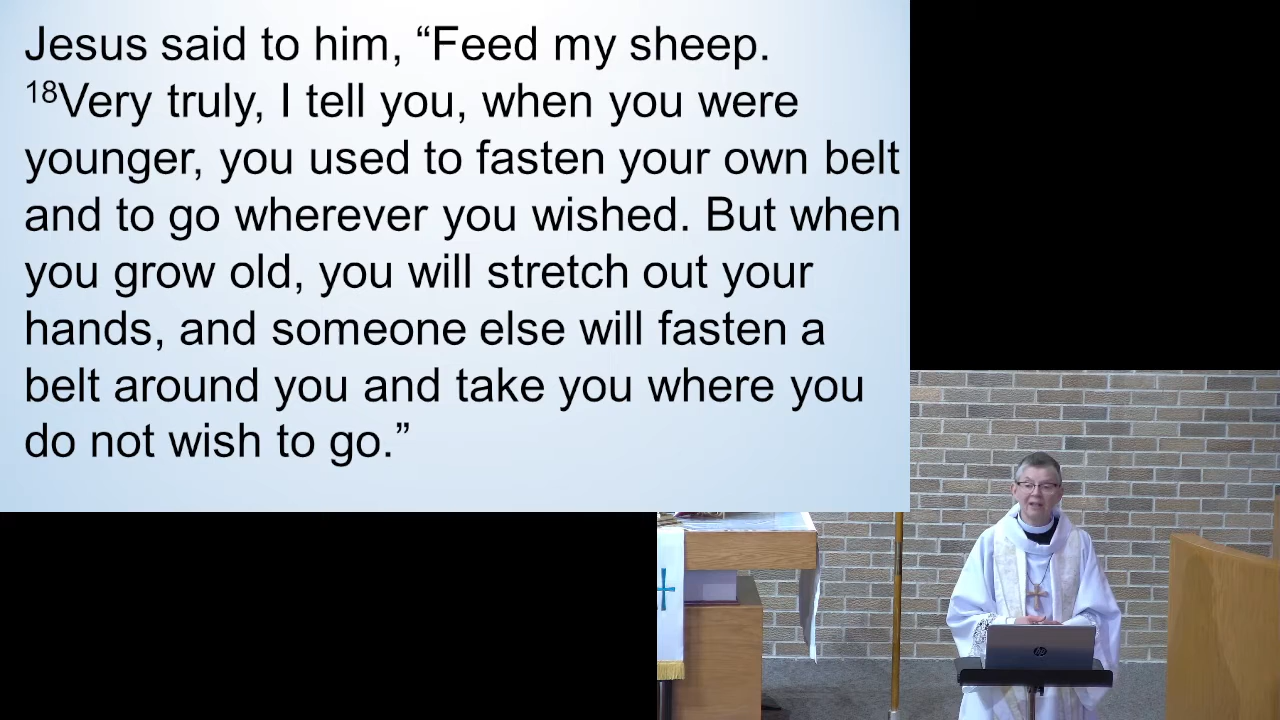 Jesus said to him, “Feed my sheep.
18Very truly, I tell you, when you were
younger, you used to fasten your own belt
and to go wherever you wished. But when
you grow old, you will stretch out your
hands, and someone else will fasten a
belt around you and take you where you
do not wish to go.”
hp